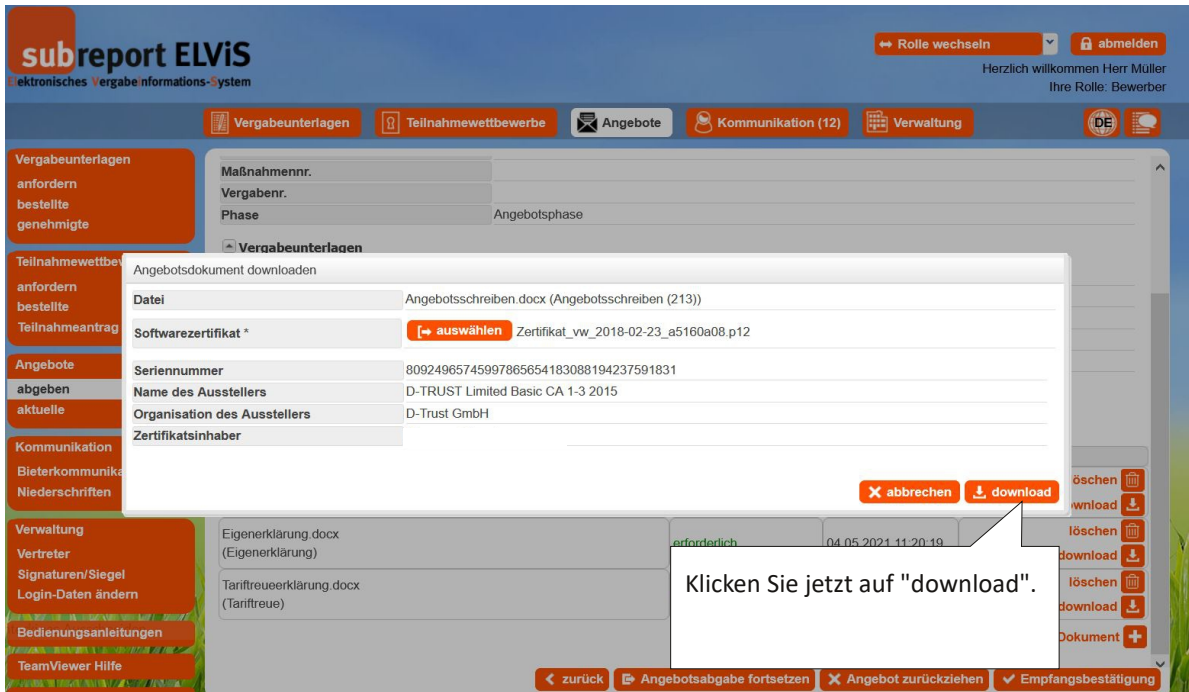 subreport ELViS
Elektronisches VergabeInformations-System
Rolle wechseln
abmelden
Herzlich willkommen Herr Müller
Ihre Rolle: Bewerber
Vergabeunterlagen
Teilnahmewettbewerbe
Angebote
Kommunikation (12)
Verwaltung
DE
Vergabeunterlagen
anfordern
bestellte
genehmigte
Teilnahmewettbe
anfordern
bestellte
Teilnahmeantrag
Angebote
abgeben
aktuelle
Kommunikation
Bieterkommunika
Niederschriften
Verwaltung
Vertreter
Signaturen/Siegel
Login-Daten ändern
Bedienungsanleitungen
TeamViewer Hilfe
Maßnahmennr.
Vergabenr.
Phase Angebotsphase
Vergabeunterlagen
Angebotsdokument downloaden
Datei Angebotsschreiben.docx (Angebotsschreiben (213))
Softwarezertifikat * auswählen Zertifikat_vw_2018-02-23_a5160a08.p12
Seriennummer 80924965745997865654183088194237591831
Name des Ausstellers D-TRUST Limited Basic CA 1-3 2015
Organisation des Ausstellers D-Trust GmbH
Zertifikatsinhaber
abbrechen download
öschen
ownload
Eigenerklärung.docx
(Eigenerklärung)
erforderlich
04.05.2021 11:20:19
löschen
download
Tariftreueerklärung.docx
(Tariftreue)
löschen
download
Dokument
Klicken Sie jetzt auf "download".
zurück Angebotsabgabe fortsetzen Angebot zurückziehen Empfangsbestätigung